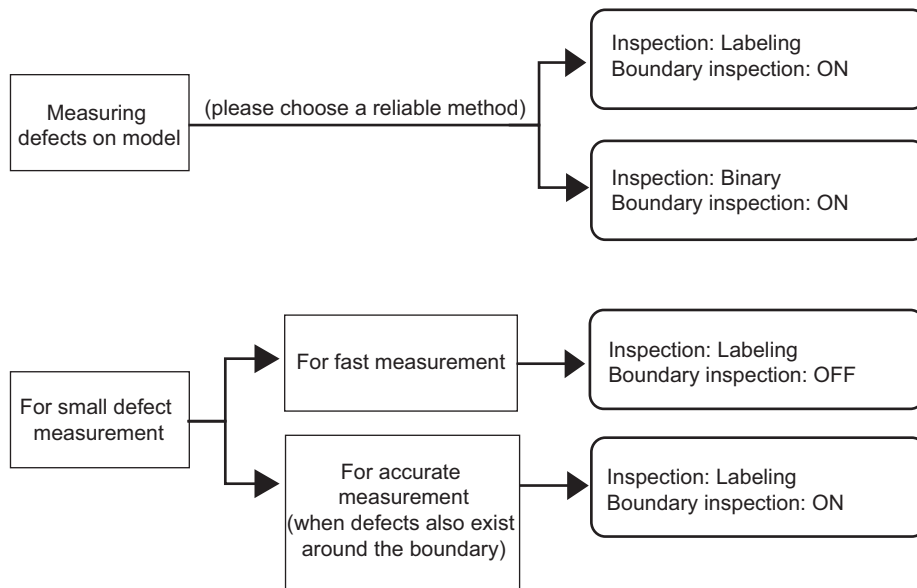 Measuring
defects on model
(please choose a reliable method)
Inspection: Labeling
Boundary inspection: ON
Inspection: Binary
Boundary inspection: ON
For small defect
measurement
For fast measurement
Inspection: Labeling
Boundary inspection: OFF
For accurate
measurement
(when defects also exist
around the boundary)
Inspection: Labeling
Boundary inspection: ON